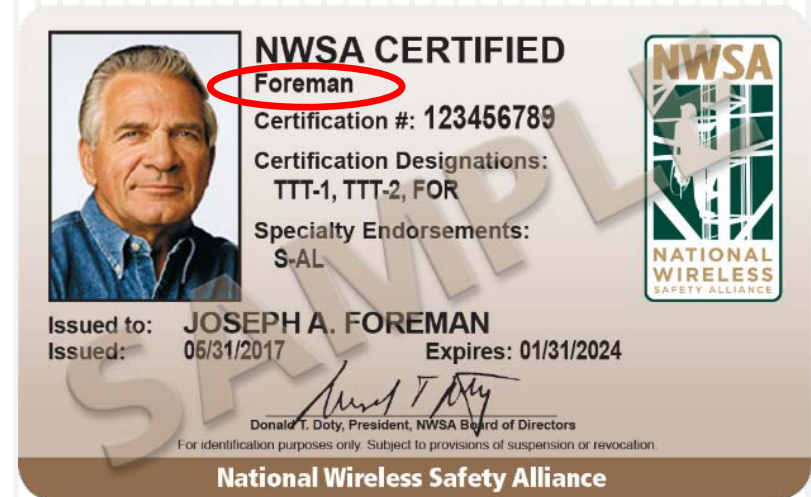 NWSA CERTIFIED
Foreman
Certification #: 123456789
Certification Designations:
TTT-1, TTT-2, FOR
Specialty Endorsements:
S-AL
NWSA
NATIONAL
WIRELESS
SAFETY ALLIANCE
Issued to: JOSEPH A. FOREMAN
Issued: 05/31/2017 Expires: 01/31/2024
Donald T. Doty, President, NWSA Board of Directors
For identification purposes only. Subject to provisions of suspension or revocation.
National Wireless Safety Alliance
SAMPLE